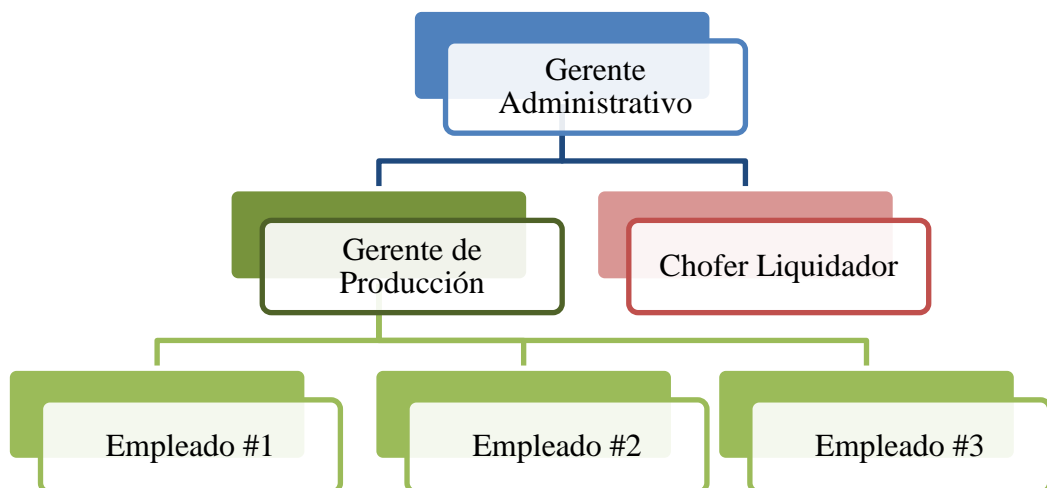 Gerente
Administrativo
Gerente de
Producción
Chofer Liquidador
Empleado #1
Empleado #2
Empleado #3